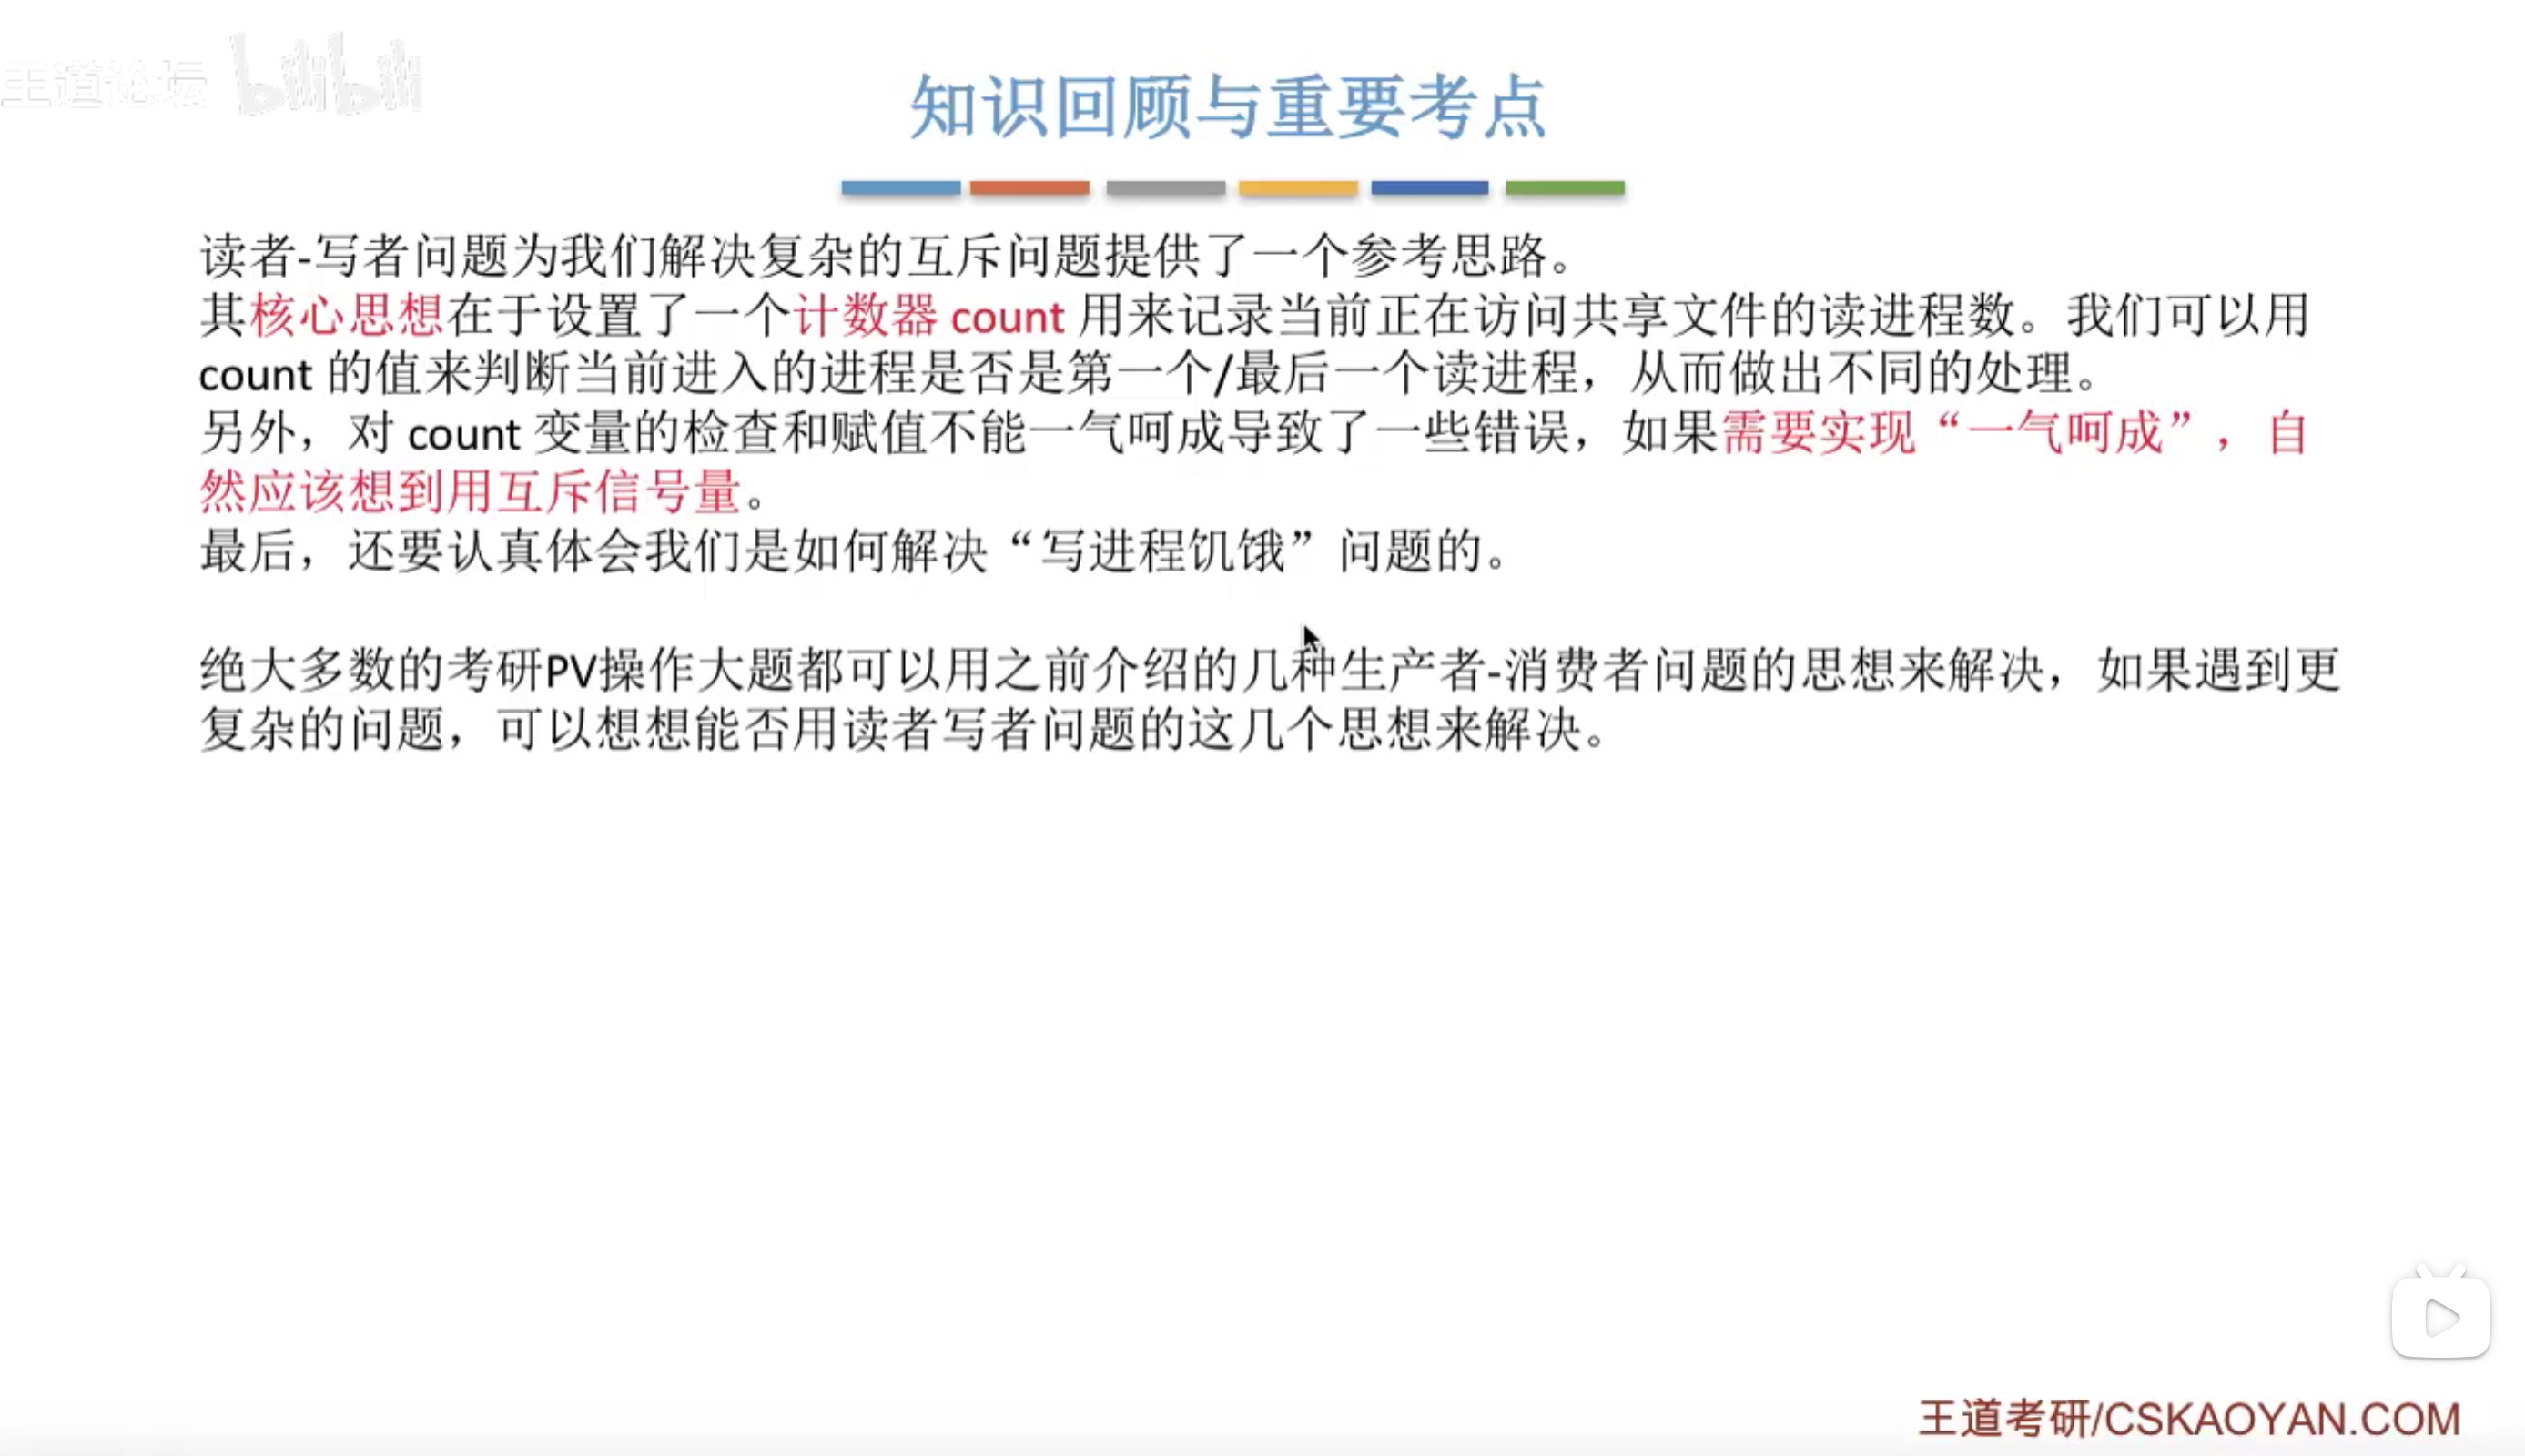 王道论坛 bilibili
知识回顾与重要考点
读者-写者问题为我们解决复杂的互斥问题提供了一个参考思路。
其核心思想在于设置了一个计数器 count 用来记录当前正在访问共享文件的读进程数。我们可以用
count 的值来判断当前进入的进程是否是第一个/最后一个读进程，从而做出不同的处理。
另外，对 count 变量的检查和赋值不能一气呵成导致了一些错误，如果需要实现“一气呵成”，自
然应该想到用互斥信号量。
最后，还要认真体会我们是如何解决“写进程饥饿”问题的。
绝大多数的考研PV操作大题都可以用之前介绍的几种生产者-消费者问题的思想来解决，如果遇到更
复杂的问题，可以想想能否用读者写者问题的这几个思想来解决。
王道考研/CSKAOYAN.COM